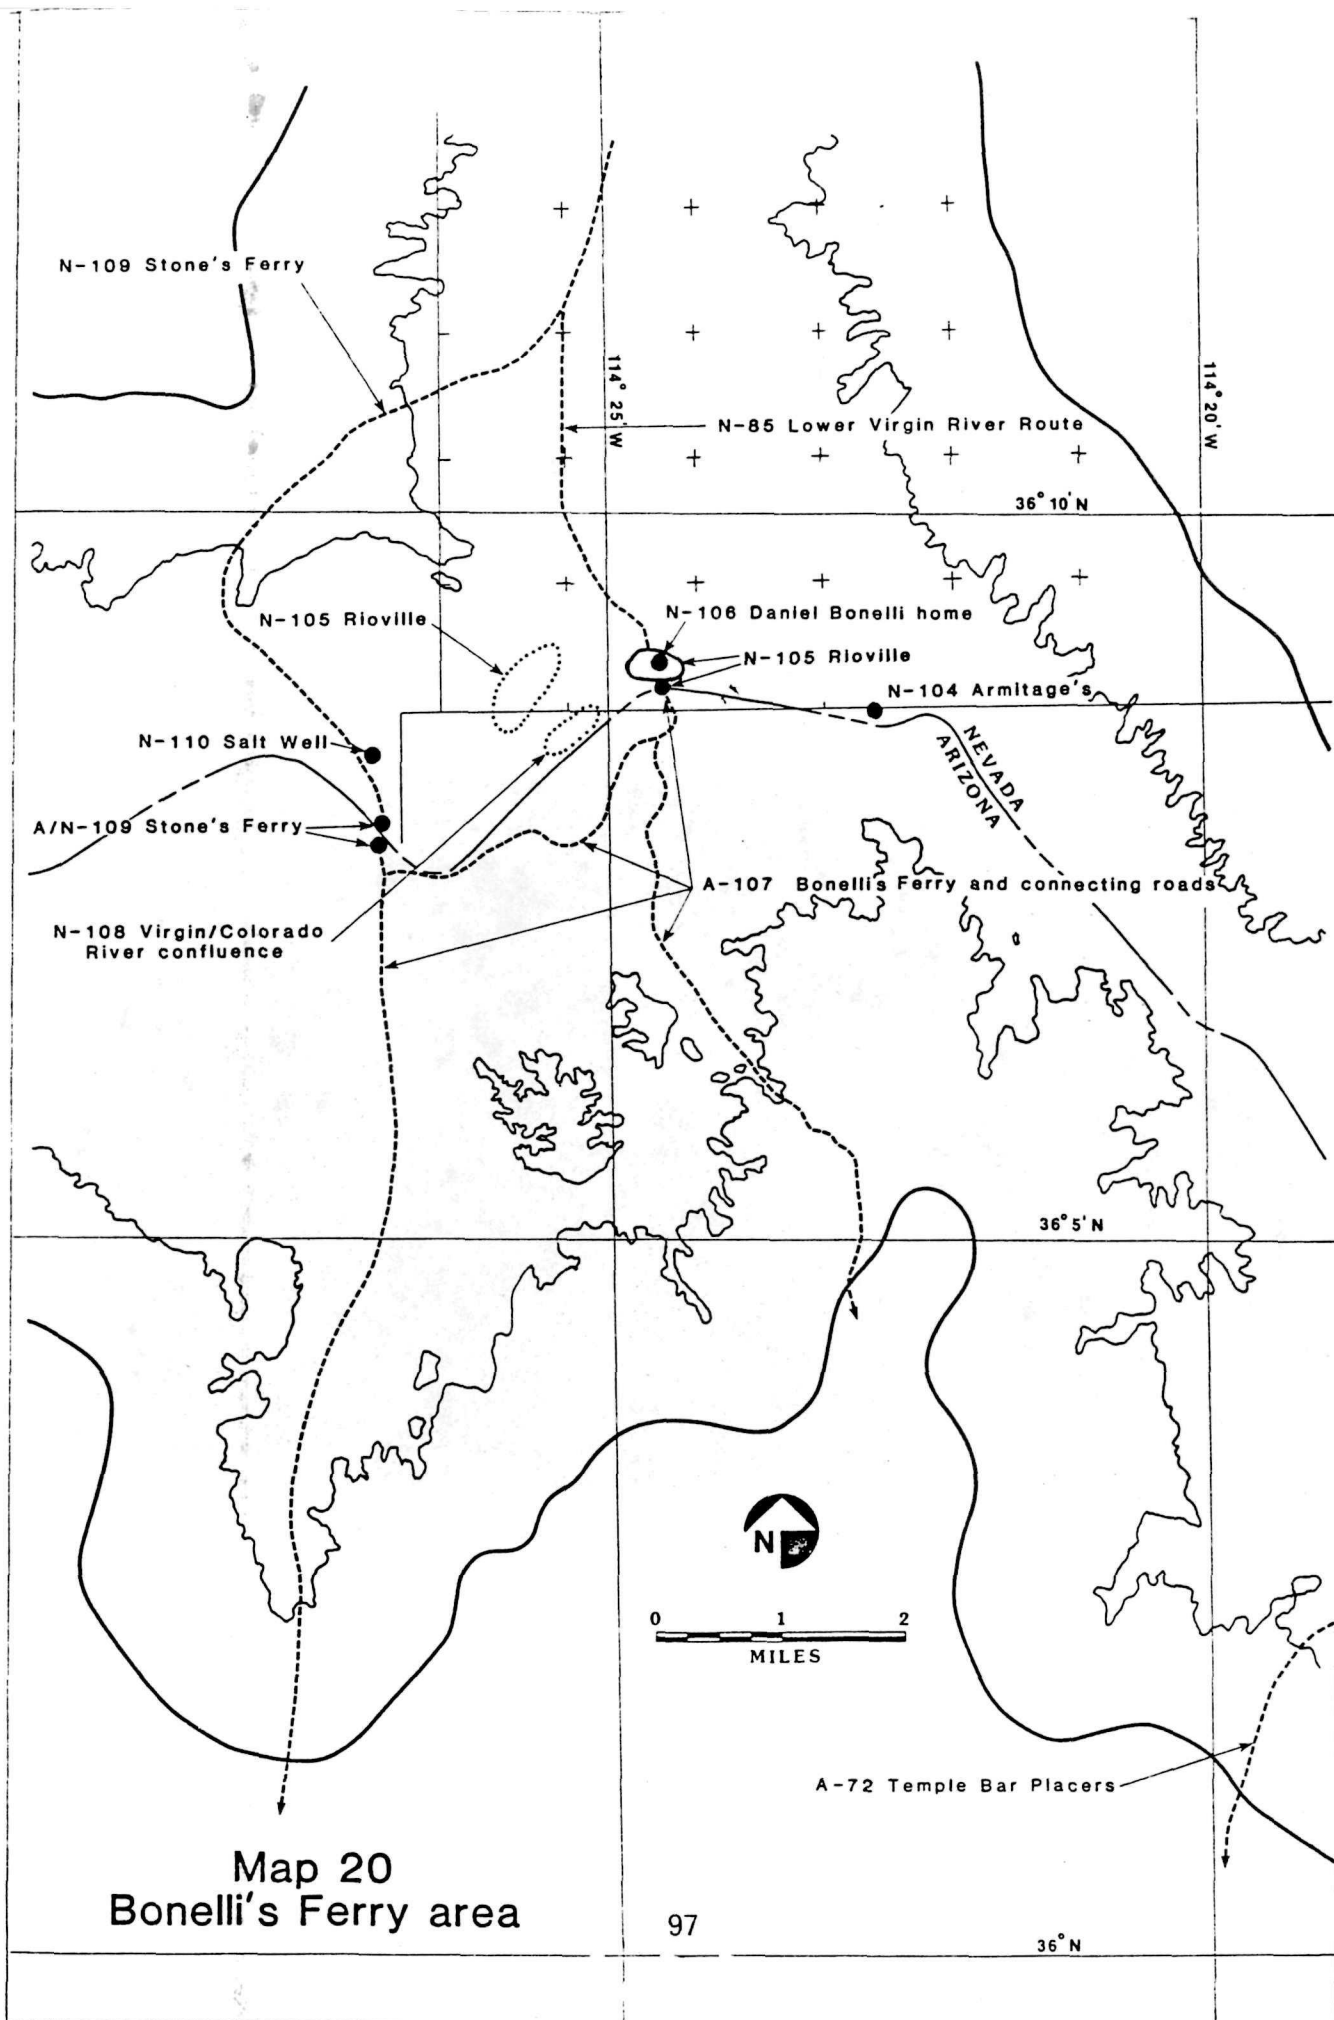 N-109 Stone's Ferry
114° 25' W
114° 20' W
N-85 Lower Virgin River Route
36° 10' N
N-105 Rioville
N-106 Daniel Bonelli home
N-105 Rioville
N-104 Armitage's
N-110 Salt Well
NEVADA
ARIZONA
A/N-109 Stone's Ferry
A-107 Bonelli's Ferry and connecting roads
N-108 Virgin/Colorado
River confluence
36° 5' N
N
0 1 2
MILES
A-72 Temple Bar Placers
Map 20
Bonelli's Ferry area
97
36° N